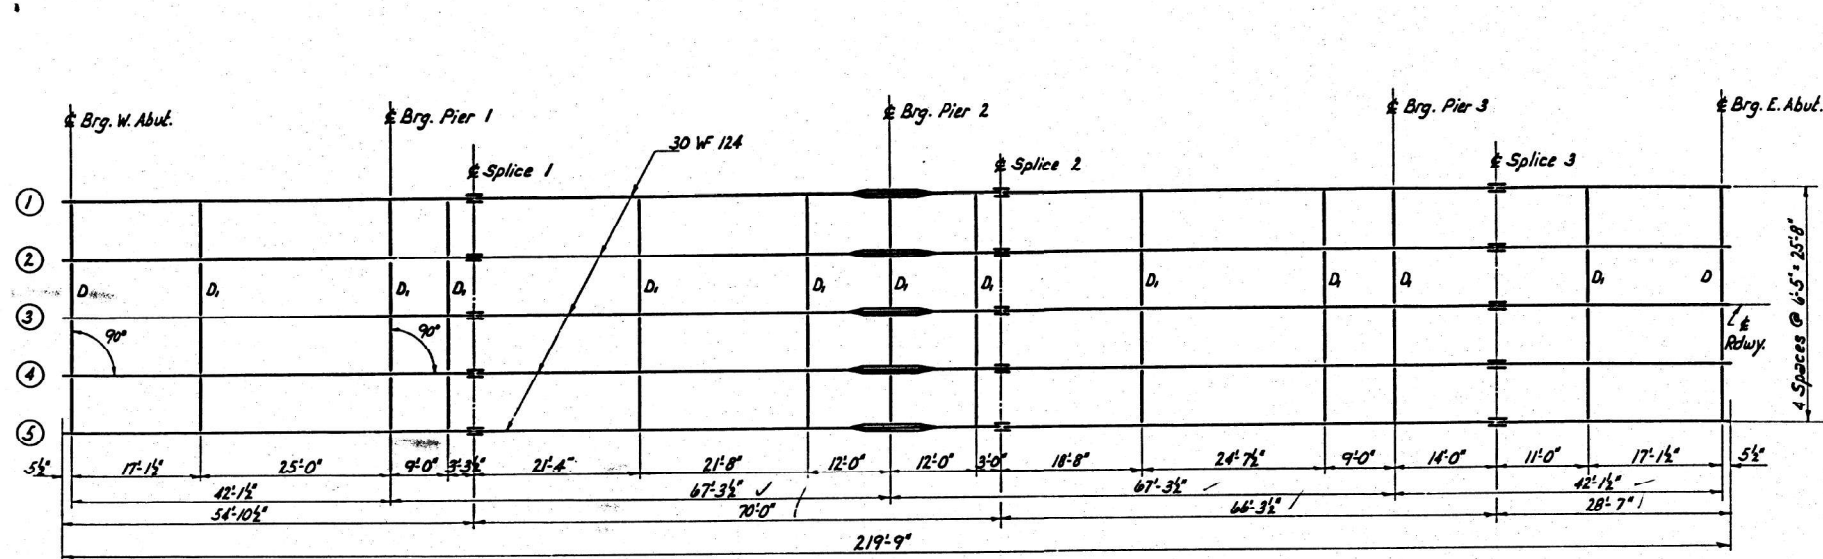 ℄ Brg. W. Abut.
℄ Brg. Pier 1
℄ Brg. Pier 2
℄ Brg. Pier 3
℄ Brg. E. Abut.
30 WF 124
℄ Splice 1
℄ Splice 2
℄ Splice 3
1
2
3
4
5
D D₁ D₁ D₁ D₁ D₁ D₁ D₁ D₁ D₁ D₁ D₁ D
90°
90°
℄
Rdwy.
4 Spaces @ 6'-5" = 25'-8"
5½" 17'-1½" 25'-0" 9'-0" 3'-3½" 21'-4" 21'-8" 12'-0" 12'-0" 3'-0" 18'-8" 24'-7½" 9'-0" 14'-0" 11'-0" 17'-1½" 5½"
42'-1½" 67'-3½" 67'-3½" 42'-1½"
54'-10½" 70'-0" 66'-3½" 28'-7"
219'-9"